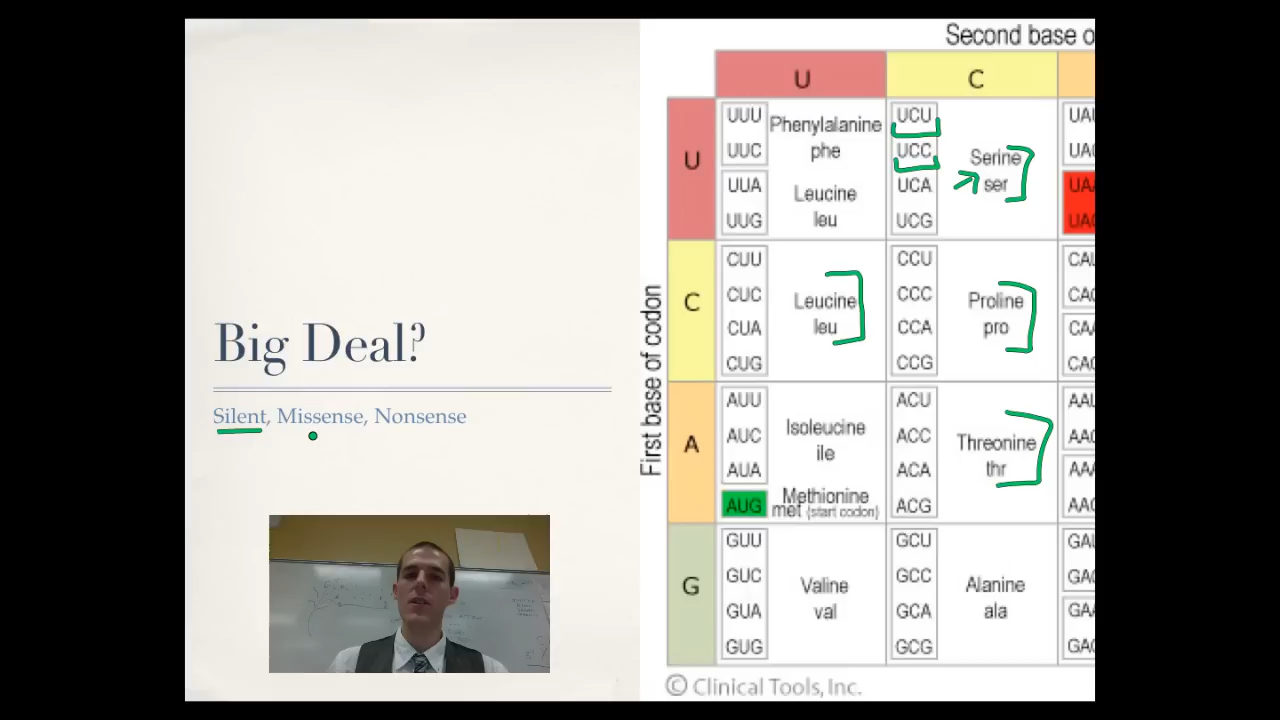 Big Deal?
Silent, Missense, Nonsense
Second base o
U
C
First base of codon
U
UUU
UUC
Phenylalanine
phe
UUA
UUG
Leucine
leu
UCU
UCC
UCA
UCG
Serine
ser
C
CUU
CUC
CUA
CUG
Leucine
leu
CCU
CCC
CCA
CCG
Proline
pro
A
AUU
AUC
AUA
Isoleucine
ile
AUG
Methionine
met (start codon)
ACU
ACC
ACA
ACG
Threonine
thr
G
GUU
GUC
GUA
GUG
Valine
val
GCU
GCC
GCA
GCG
Alanine
ala
© Clinical Tools, Inc.